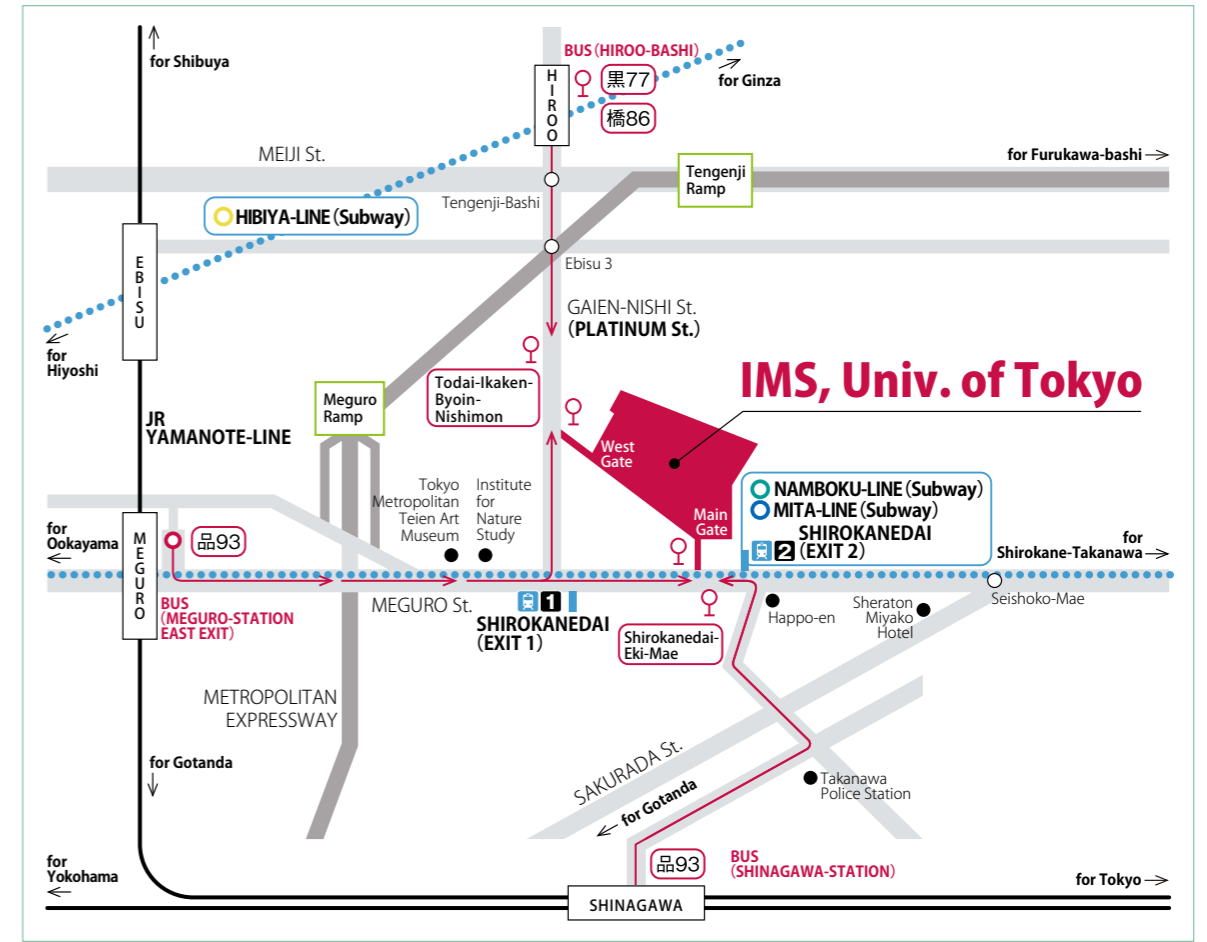 for Shibuya
BUS (HIROO-BASHI)
HIROO
黒77
橋86
for Ginza
MEIJI St.
for Furukawa-bashi
Tengenji
Ramp
Tengenji-Bashi
HIBIYA-LINE (Subway)
EBISU
Ebisu 3
GAIEN-NISHI St.
(PLATINUM St.)
for
Hiyoshi
IMS, Univ. of Tokyo
Todai-Ikaken-
Byoin-
Nishimon
Meguro
Ramp
JR
YAMANOTE-LINE
West
Gate
Tokyo
Metropolitan
Teien Art
Museum
Institute
for
Nature
Study
NAMBOKU-LINE (Subway)
MITA-LINE (Subway)
SHIROKANEDAI
2 (EXIT 2)
Main
Gate
for
Ookayama
MEGURO
品93
for
Shirokane-Takanawa
BUS
(MEGURO-STATION
EAST EXIT)
MEGURO St.
1
SHIROKANEDAI
(EXIT 1)
Shirokanedai-
Eki-Mae
Happo-en
Sheraton
Miyako
Hotel
Seishoko-Mae
METROPOLITAN
EXPRESSWAY
for Gotanda
SAKURADA St.
for Gotanda
Takanawa
Police Station
品93
BUS
(SHINAGAWA-STATION)
for
Yokohama
for Tokyo
SHINAGAWA